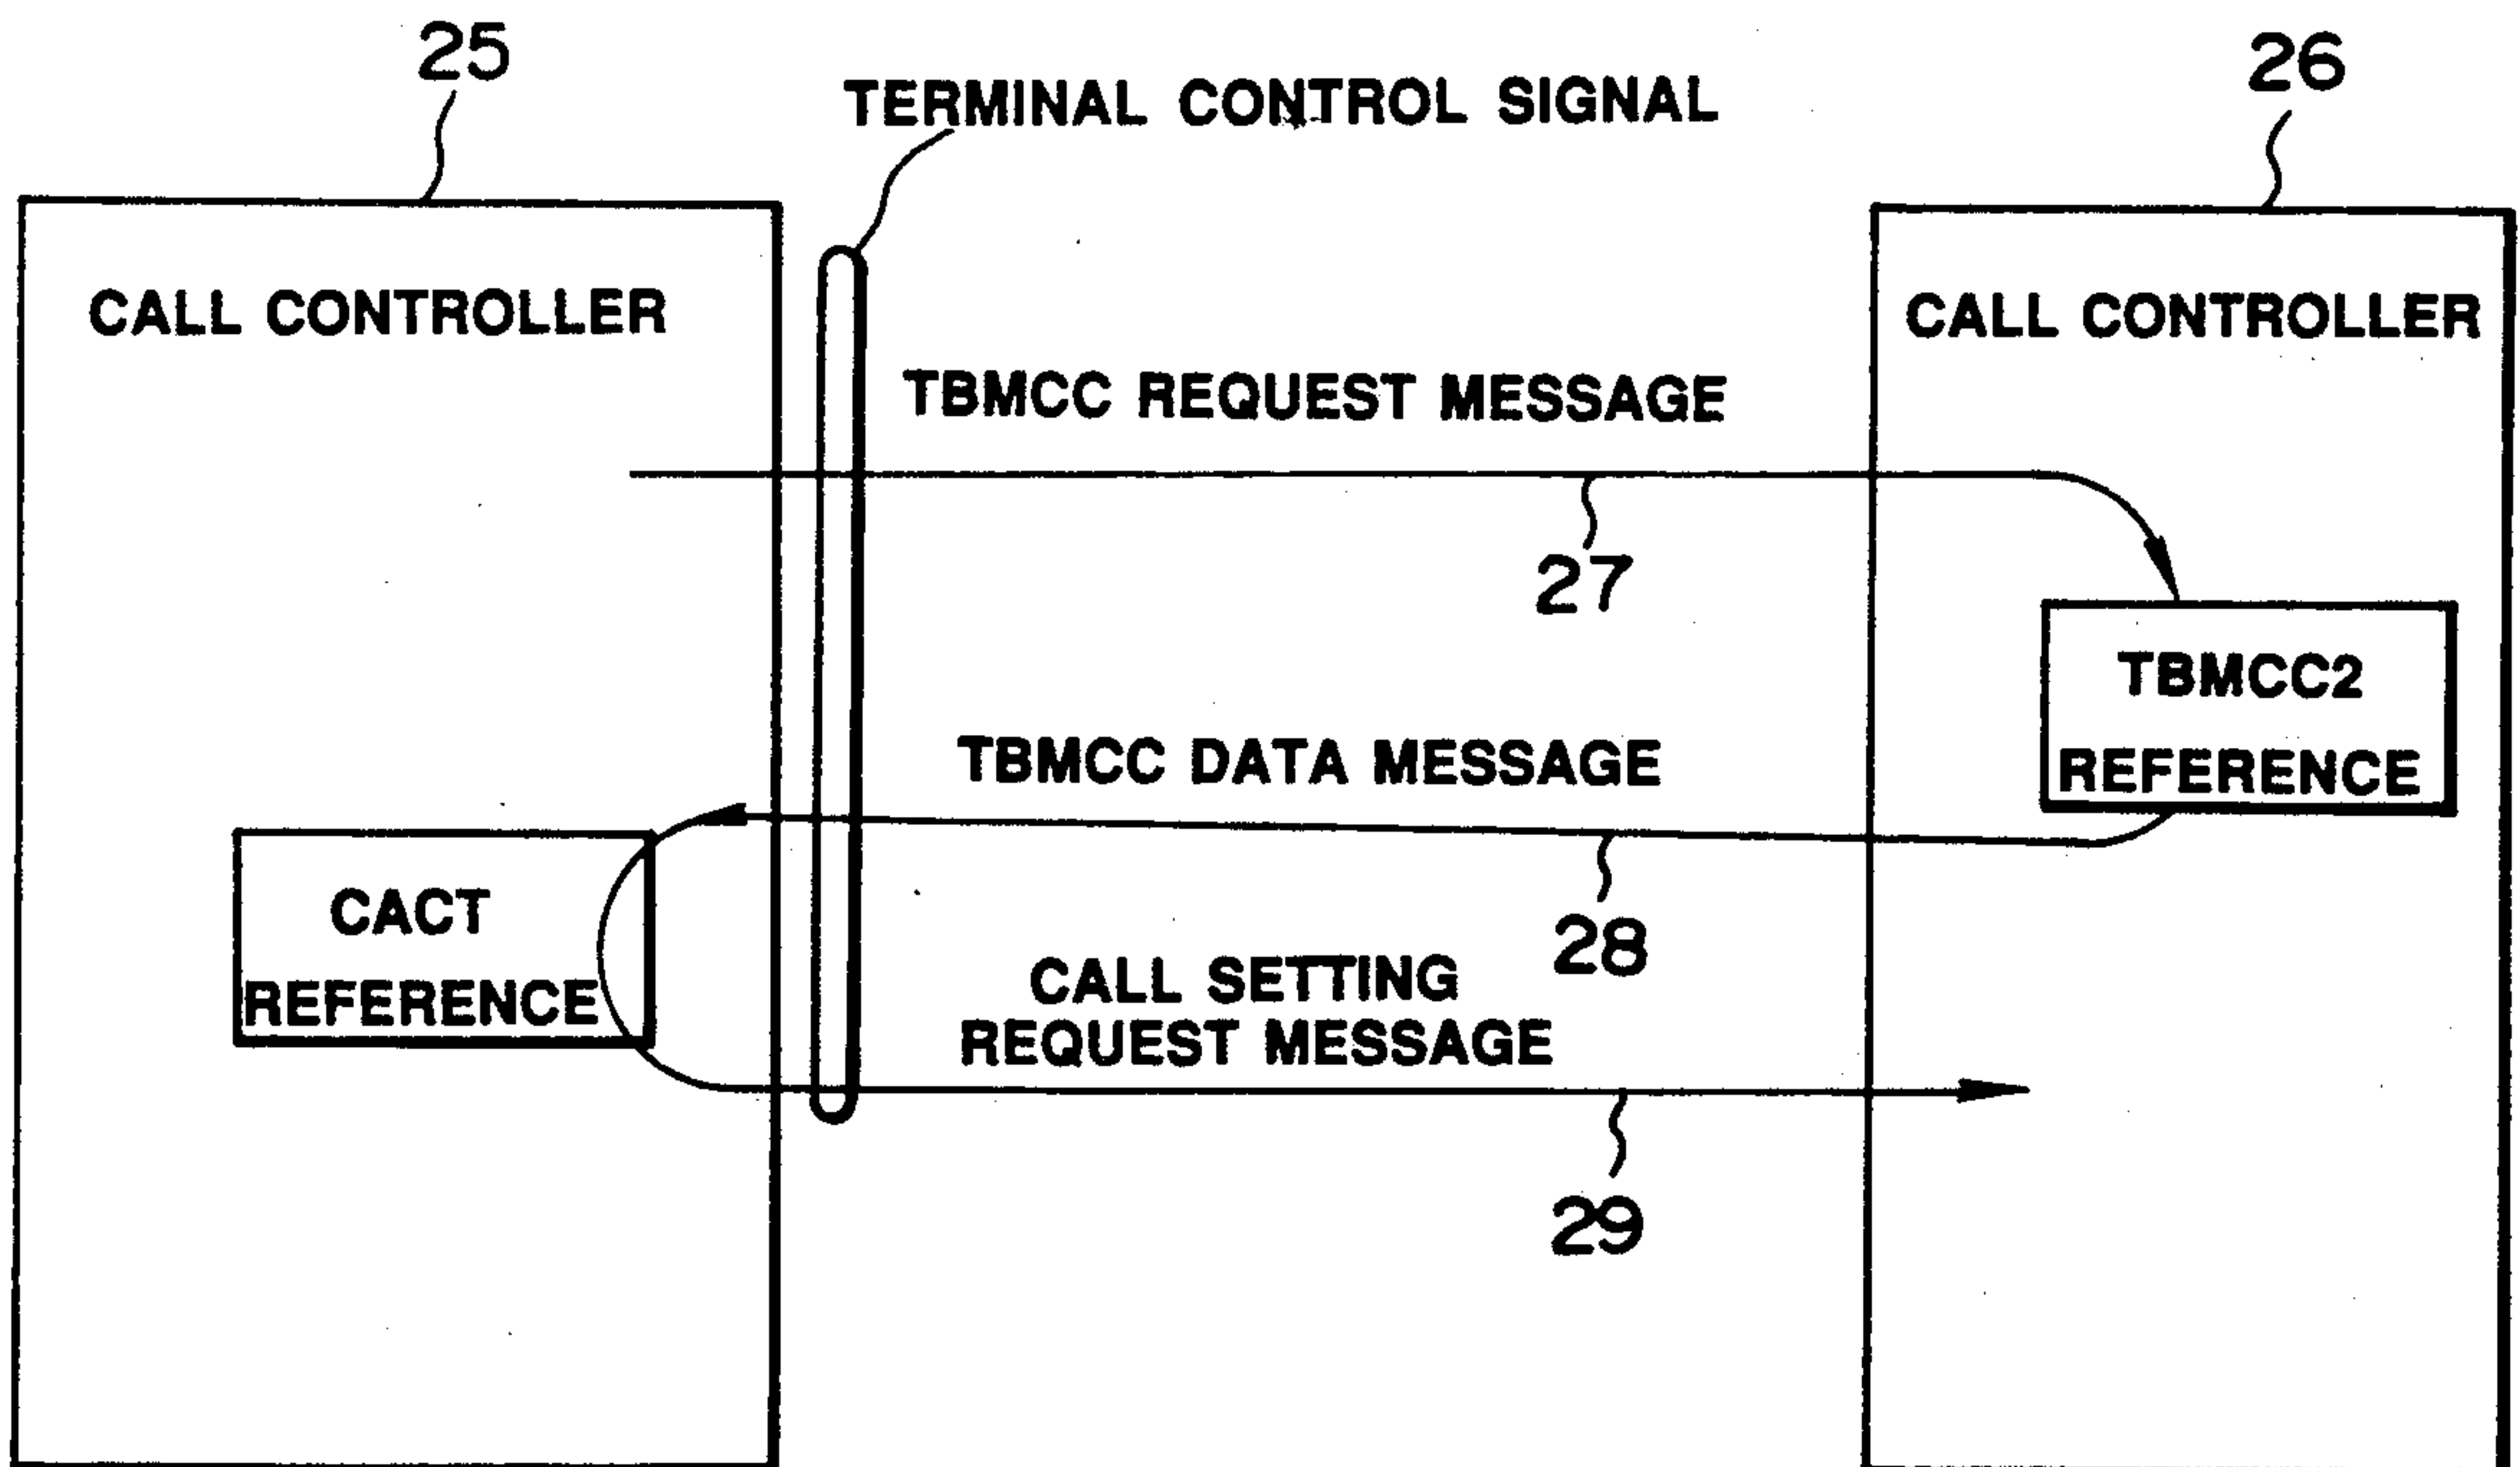 25
TERMINAL CONTROL SIGNAL
26
CALL CONTROLLER
CALL CONTROLLER
TBMCC REQUEST MESSAGE
27
TBMCC2
REFERENCE
TBMCC DATA MESSAGE
28
CACT
REFERENCE
CALL SETTING
REQUEST MESSAGE
29